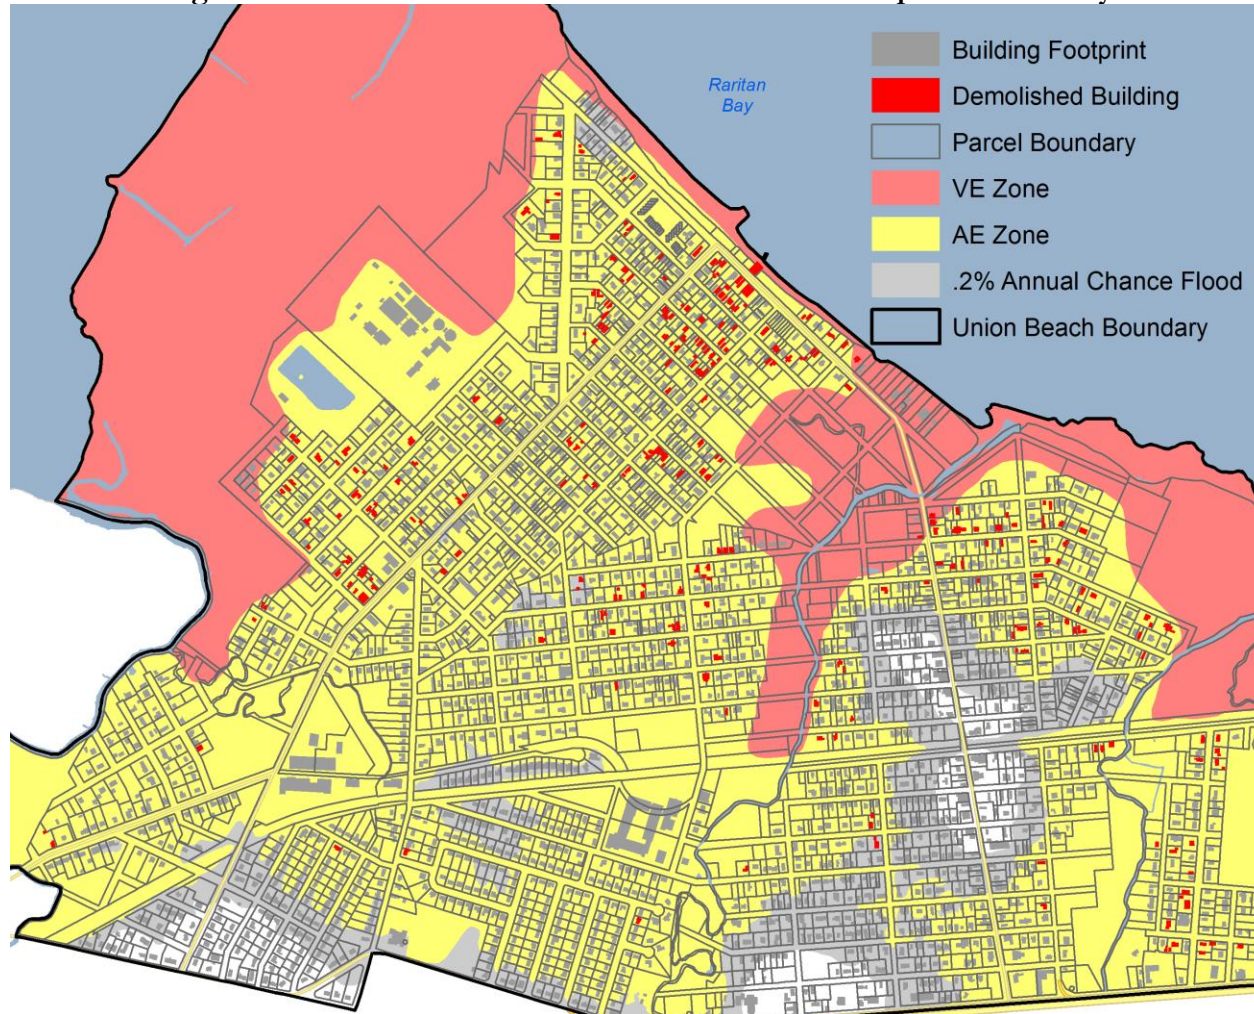 Raritan
Bay
Building Footprint
Demolished Building
Parcel Boundary
VE Zone
AE Zone
.2% Annual Chance Flood
Union Beach Boundary